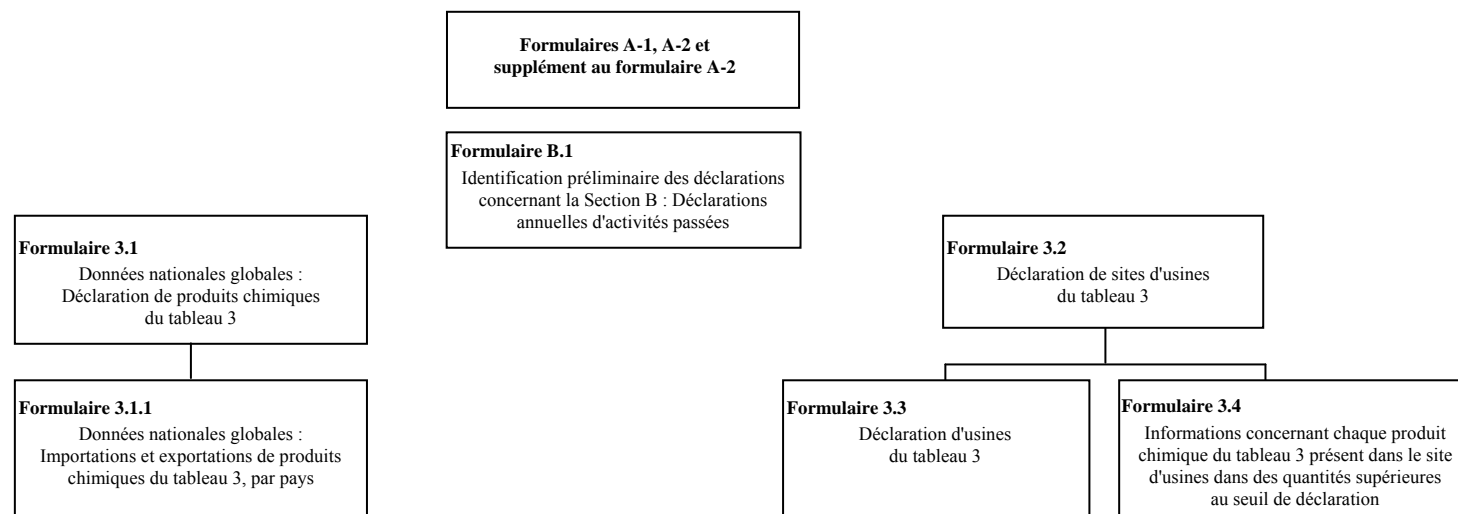 Formulaires A-1, A-2 et
supplément au formulaire A-2
Formulaire B.1
Identification préliminaire des déclarations
concernant la Section B : Déclarations
annuelles d'activités passées
Formulaire 3.1
Données nationales globales :
Déclaration de produits chimiques
du tableau 3
Formulaire 3.2
Déclaration de sites d'usines
du tableau 3
Formulaire 3.1.1
Données nationales globales :
Importations et exportations de produits
chimiques du tableau 3, par pays
Formulaire 3.3
Déclaration d'usines
du tableau 3
Formulaire 3.4
Informations concernant chaque produit
chimique du tableau 3 présent dans le site
d'usines dans des quantités supérieures
au seuil de déclaration